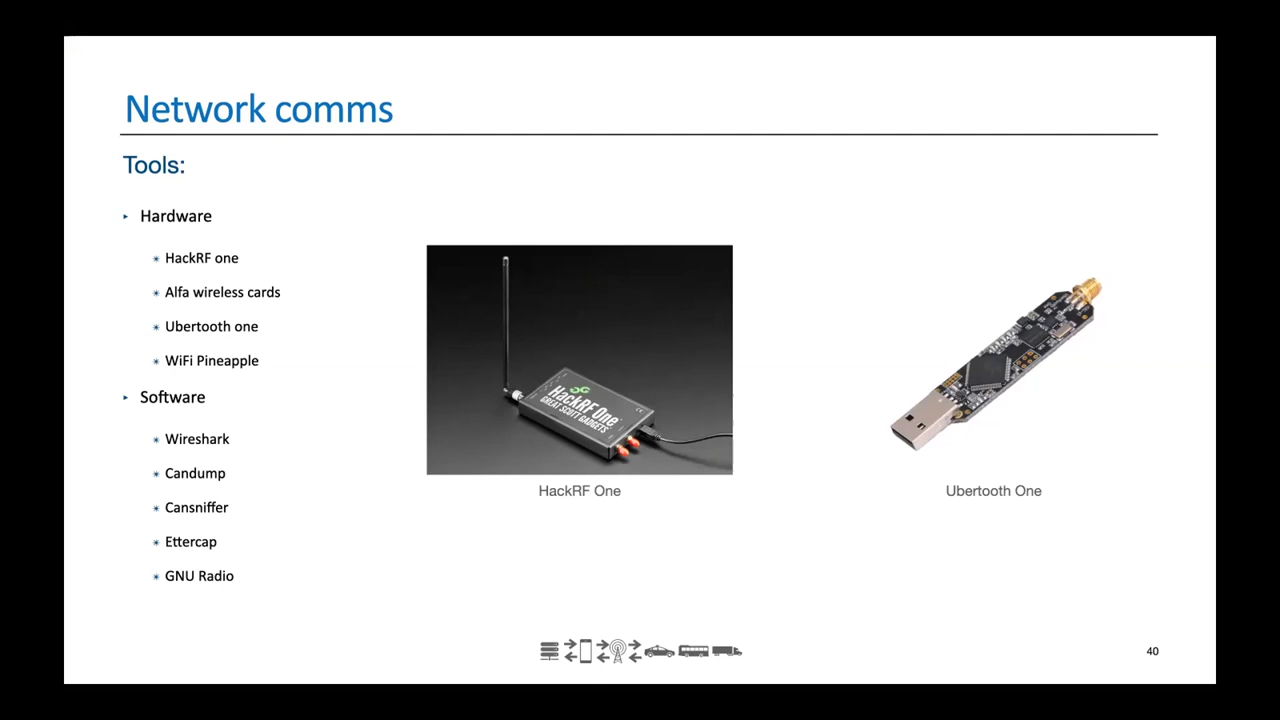 Network comms
Tools:
Hardware
HackRF one
Alfa wireless cards
Ubertooth one
WiFi Pineapple
Software
Wireshark
Candump
Cansniffer
Ettercap
GNU Radio
HackRF One
GREAT SCOTT GADGETS
HackRF One
Ubertooth One
40